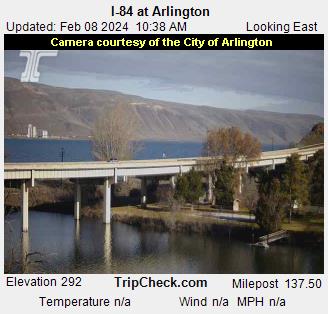 I-84 at Arlington
Updated: Feb 08 2024 10:38 AM Looking East
Camera courtesy of the City of Arlington
Elevation 292 TripCheck.com Milepost 137.50
Temperature n/a Wind n/a MPH n/a